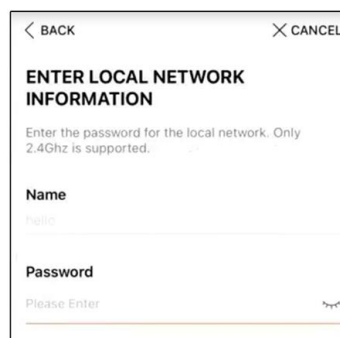 BACK
CANCEL
ENTER LOCAL NETWORK
INFORMATION
Enter the password for the local network. Only
2.4Ghz is supported.
Name
hello
Password
Please Enter